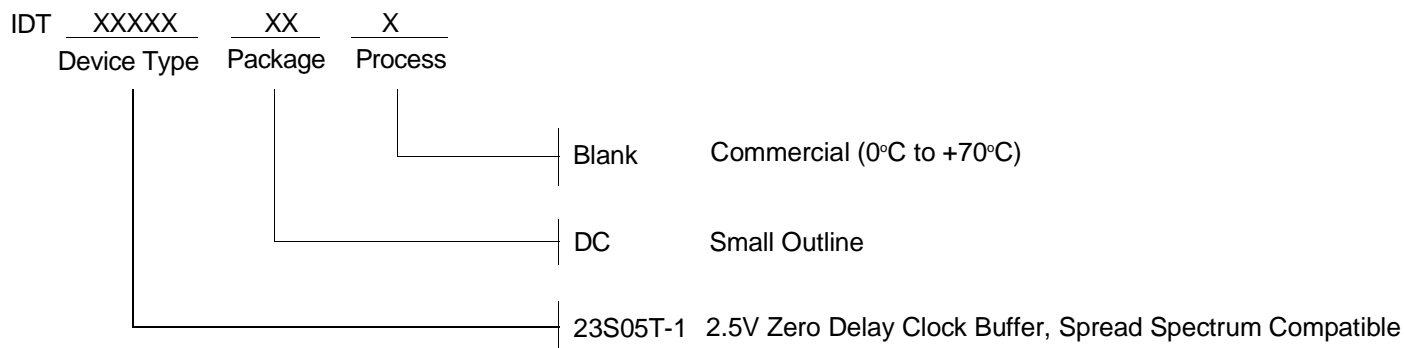 IDT XXXXX XX X
Device Type Package Process
Blank Commercial (0°C to +70°C)
DC Small Outline
23S05T-1 2.5V Zero Delay Clock Buffer, Spread Spectrum Compatible